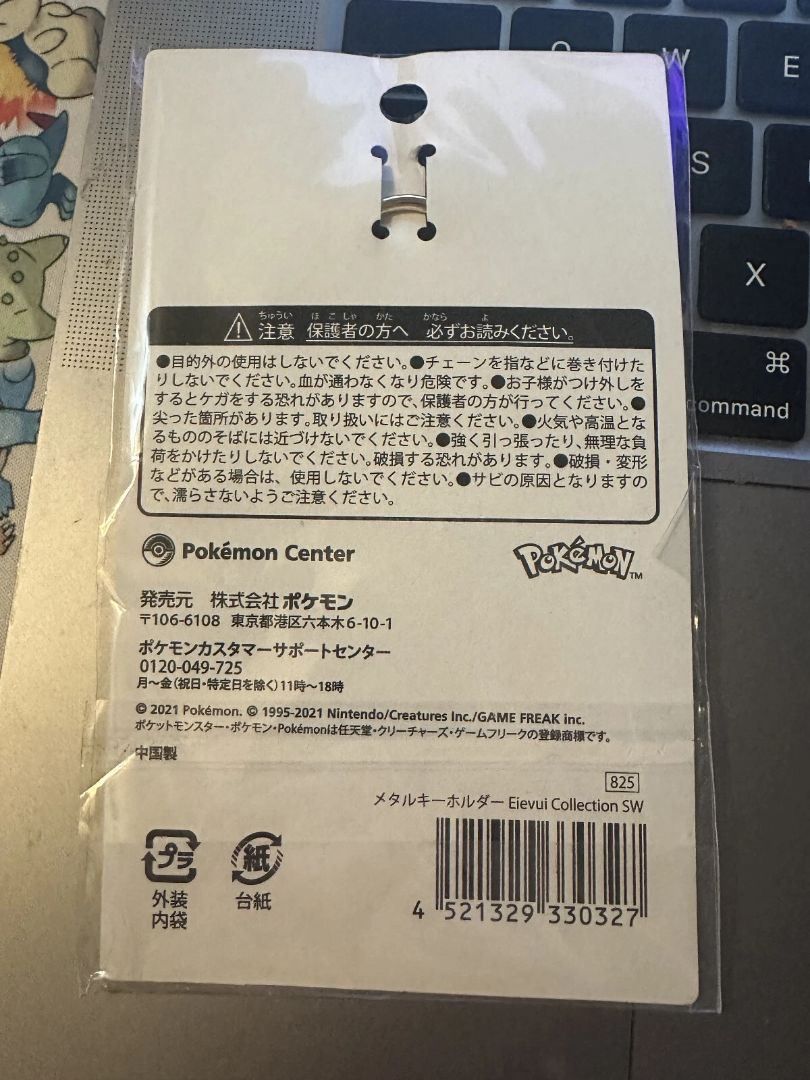 Q
W
E
S
X
⌘
command
ちゅうい ほごしゃ かた かなら よ
⚠ 注意 保護者の方へ 必ずお読みください。
●目的外の使用はしないでください。●チェーンを指などに巻き付けた
りしないでください。血が通わなくなり危険です。●お子様がつけ外しを
するとケガをする恐れがありますので、保護者の方が行ってください。●
尖った箇所があります。取り扱いにはご注意ください。●火気や高温とな
るもののそばには近づけないでください。●強く引っ張ったり、無理な負
荷をかけたりしないでください。破損する恐れがあります。●破損・変形
などがある場合は、使用しないでください。●サビの原因となりますの
で、濡らさないようご注意ください。
Pokémon Center
POKéMON™
発売元 株式会社ポケモン
〒106-6108 東京都港区六本木6-10-1
ポケモンカスタマーサポートセンター
0120-049-725
月〜金(祝日・特定日を除く)11時〜18時
© 2021 Pokémon. © 1995-2021 Nintendo/Creatures Inc./GAME FREAK inc.
ポケットモンスター・ポケモン・Pokémonは任天堂・クリーチャーズ・ゲームフリークの登録商標です。
中国製
825
メタルキーホルダー Eievui Collection SW
プラ
外装
内袋
紙
台紙
4 521329 330327